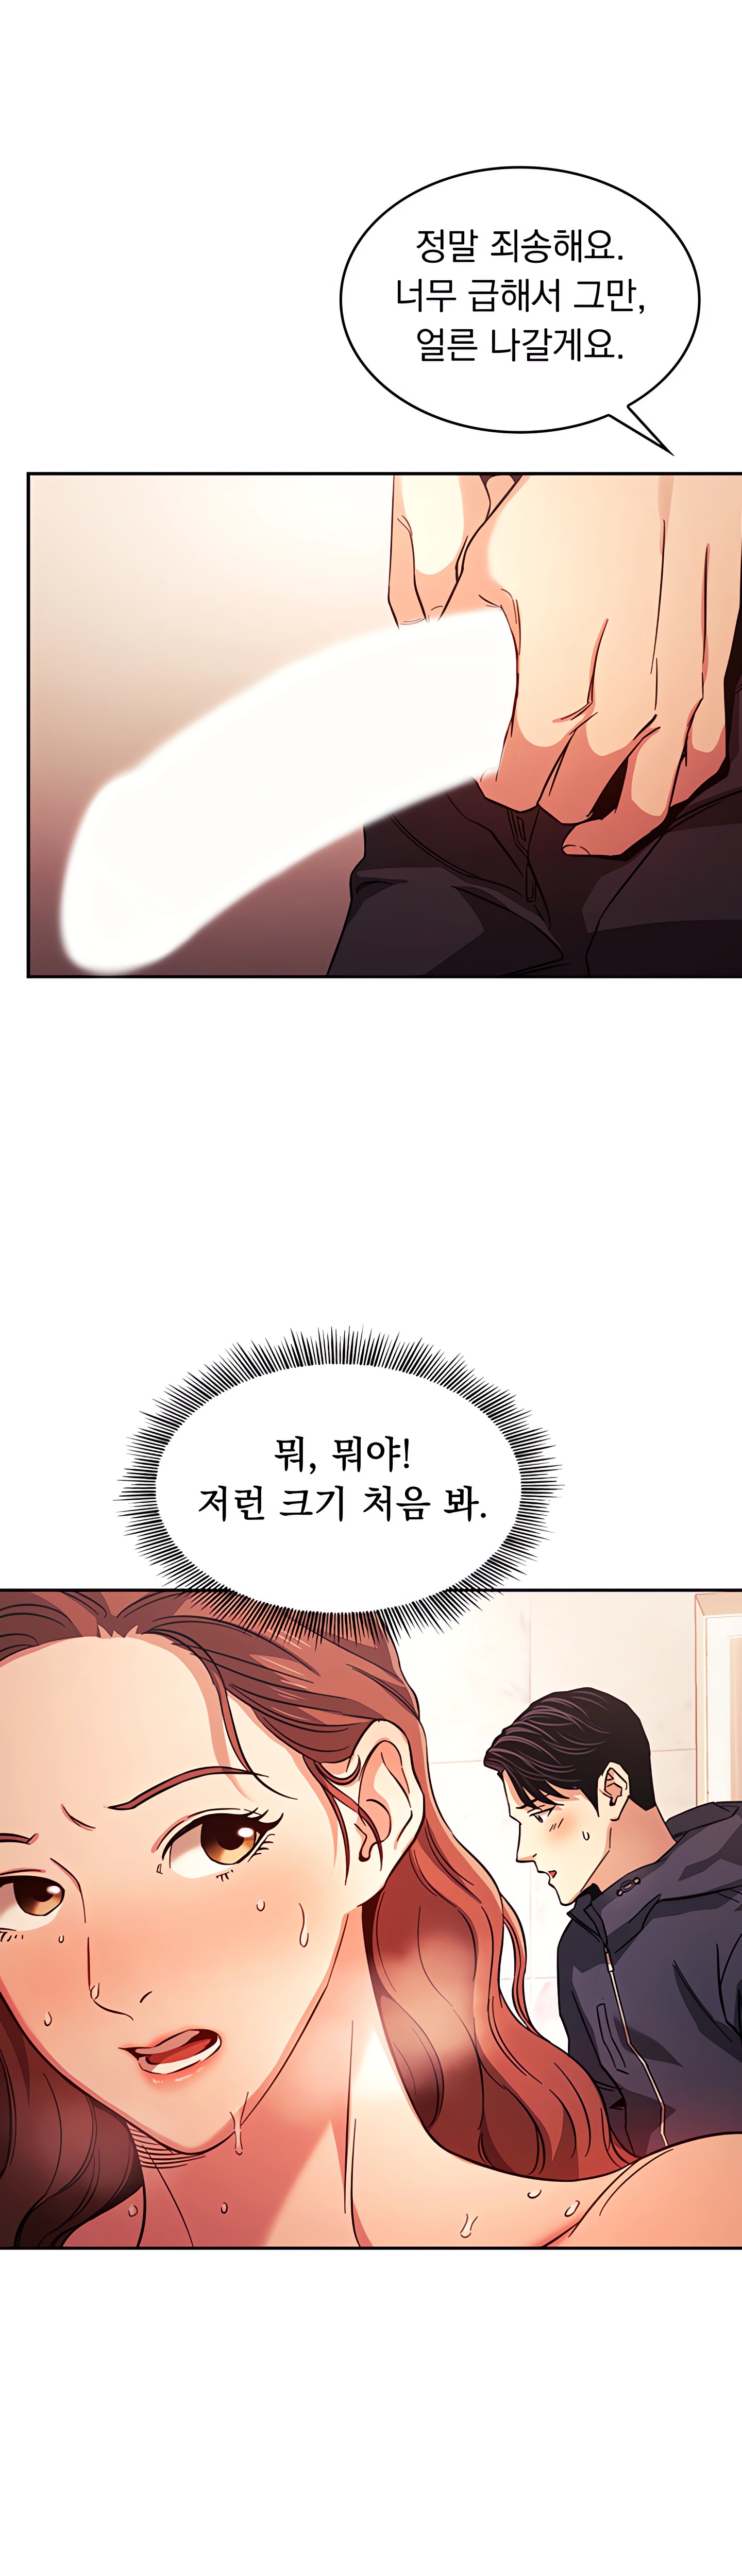 정말 죄송해요.
너무 급해서 그만,
얼른 나갈게요.
뭐, 뭐야!
저런 크기 처음 봐.